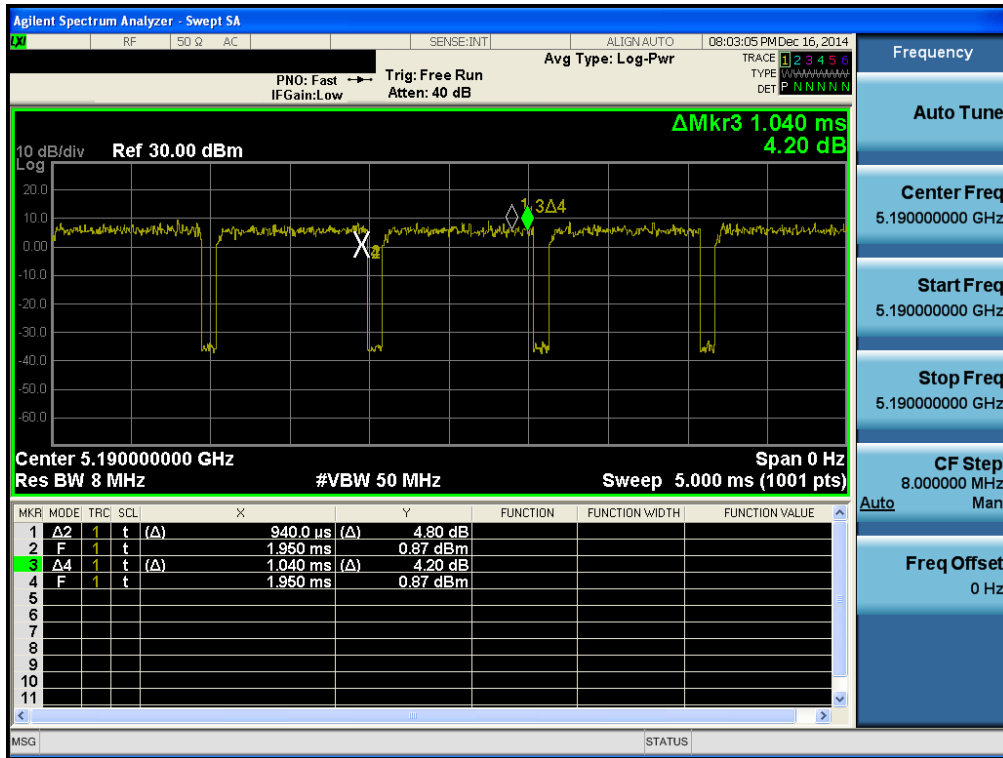 Agilent Spectrum Analyzer - Swept SA
LXI RF 50 Ω AC SENSE:INT ALIGN AUTO 08:03:05 PM Dec 16, 2014
Avg Type: Log-Pwr
TRACE 1 2 3 4 5 6
TYPE WWWWWWW
DET P N N N N N
PNO: Fast
IFGain:Low
Trig: Free Run
Atten: 40 dB
ΔMkr3 1.040 ms
4.20 dB
10 dB/div Ref 30.00 dBm
Log
20.0
10.0
0.00
-10.0
-20.0
-30.0
-40.0
-50.0
-60.0
1 3Δ4
X
Center 5.190000000 GHz Span 0 Hz
Res BW 8 MHz #VBW 50 MHz Sweep 5.000 ms (1001 pts)
MKR MODE TRC SCL X Y FUNCTION FUNCTION WIDTH FUNCTION VALUE
1 Δ2 1 t (Δ) 940.0 µs (Δ) 4.80 dB
2 F 1 t 1.950 ms 0.87 dBm
3 Δ4 1 t (Δ) 1.040 ms (Δ) 4.20 dB
4 F 1 t 1.950 ms 0.87 dBm
5
6
7
8
9
10
11
MSG STATUS
Frequency
Auto Tune
Center Freq
5.190000000 GHz
Start Freq
5.190000000 GHz
Stop Freq
5.190000000 GHz
CF Step
8.000000 MHz
Auto Man
Freq Offset
0 Hz